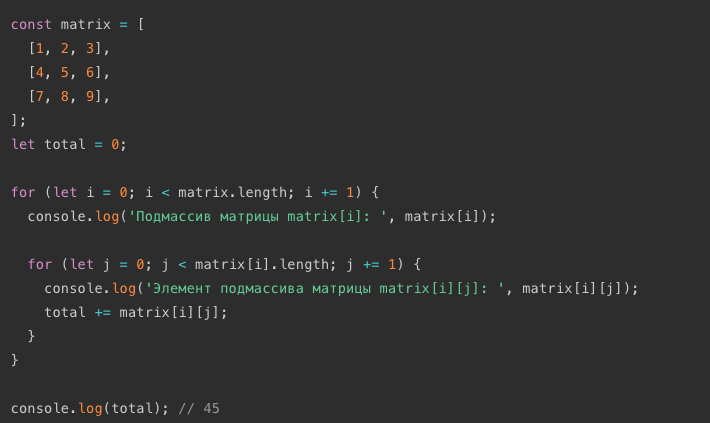 const matrix = [
  [1, 2, 3],
  [4, 5, 6],
  [7, 8, 9],
];
let total = 0;

for (let i = 0; i < matrix.length; i += 1) {
  console.log('Подмассив матрицы matrix[i]: ', matrix[i]);

  for (let j = 0; j < matrix[i].length; j += 1) {
    console.log('Элемент подмассива матрицы matrix[i][j]: ', matrix[i][j]);
    total += matrix[i][j];
  }
}

console.log(total); // 45